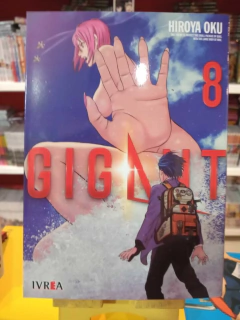 HIROYA OKU
8
GIGANT
IVREA